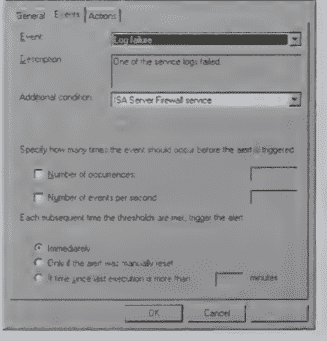 General Events Actions
Event
Log failure
Description
One of the service logs failed.
Additional condition
ISA Server Firewall service
Specify how many times the event should occur before the alert is triggered
Number of occurrences
Number of events per second
Each subsequent time the thresholds are met, trigger the alert
Immediately
Only if the alert was manually reset
If time since last execution is more than minutes
OK Cancel